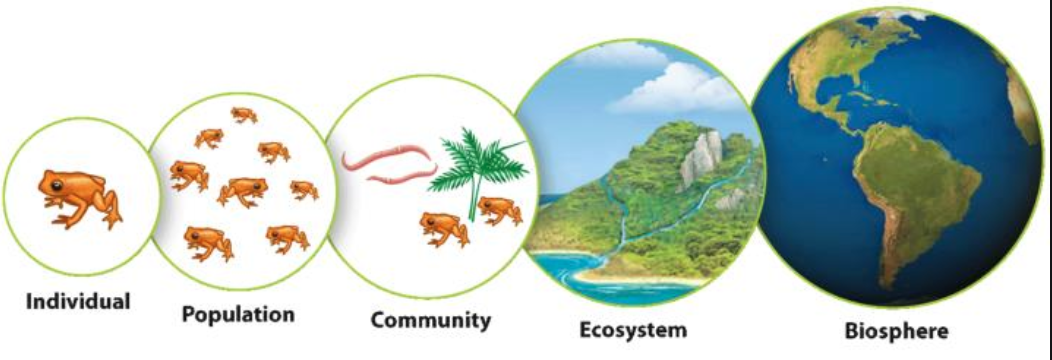 Individual
Population
Community
Ecosystem
Biosphere